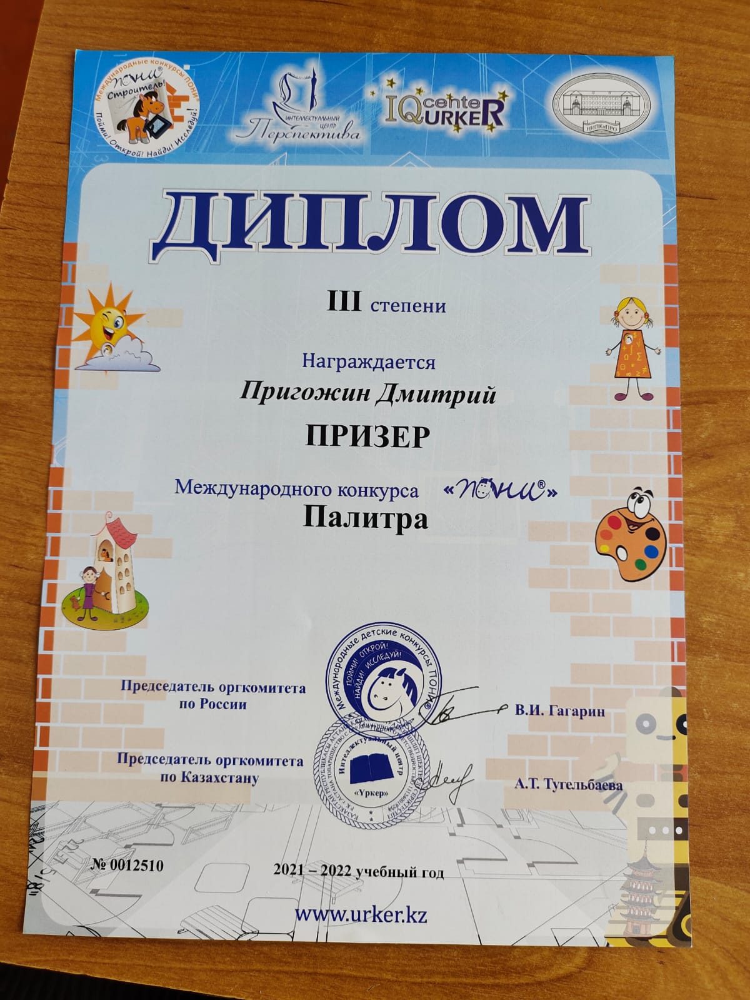 Международные конкурсы ПОНИ®
пони®
Строитель!
Пойми! Открой! Найди! Исследуй!
ИНТЕЛЛЕКТУАЛЬНЫЙ
ЦЕНТР
Перспектива
IQ centeR
URKER
НИПКиПРО
ДИПЛОМ
III степени
Награждается
Пригожин Дмитрий
ПРИЗЕР
Международного конкурса «пони®»
Палитра
Международные детские конкурсы ПОНИ®
ПОЙМИ! ОТКРОЙ!
НАЙДИ! ИССЛЕДУЙ!
Председатель оргкомитета
по России
В.И. Гагарин
Интеллектуальный центр
«Уркер»
Председатель оргкомитета
по Казахстану
А.Т. Тугельбаева
№ 0012510
2021 – 2022 учебный год
www.urker.kz